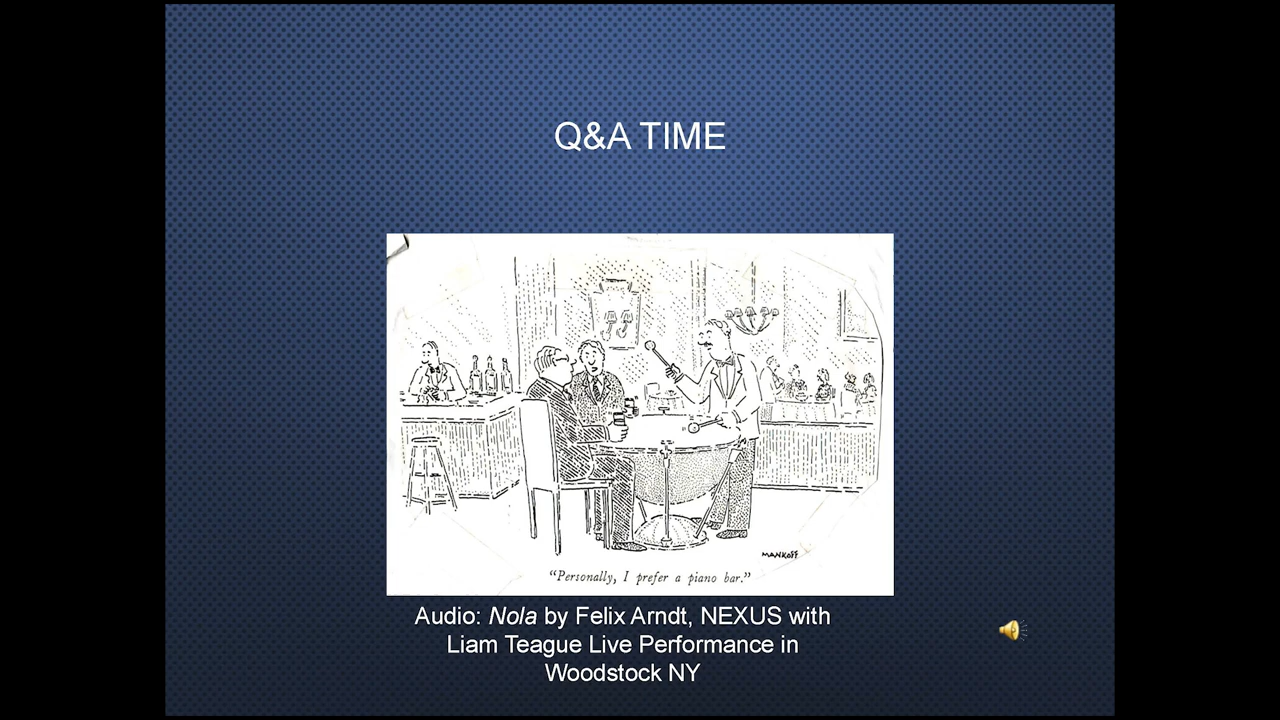 Q&A TIME
MANKOFF
“Personally, I prefer a piano bar.”
Audio: Nola by Felix Arndt, NEXUS with
Liam Teague Live Performance in
Woodstock NY